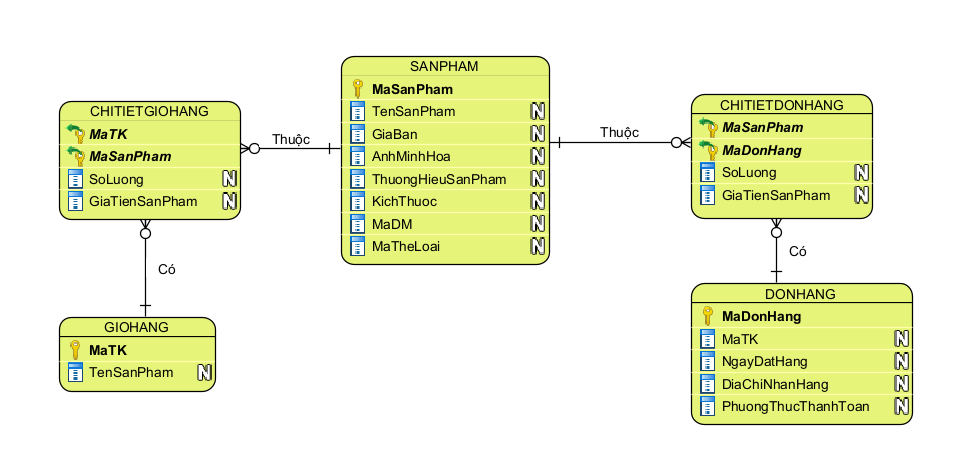 SANPHAM
MaSanPham
TenSanPham N
GiaBan N
AnhMinhHoa N
ThuongHieuSanPham N
KichThuoc N
MaDM N
MaTheLoai N
CHITIETGIOHANG
MaTK
MaSanPham
SoLuong N
GiaTienSanPham N
Thuộc
Thuộc
CHITIETDONHANG
MaSanPham
MaDonHang
SoLuong N
GiaTienSanPham N
Có
Có
GIOHANG
MaTK
TenSanPham N
DONHANG
MaDonHang
MaTK N
NgayDatHang N
DiaChiNhanHang N
PhuongThucThanhToan N